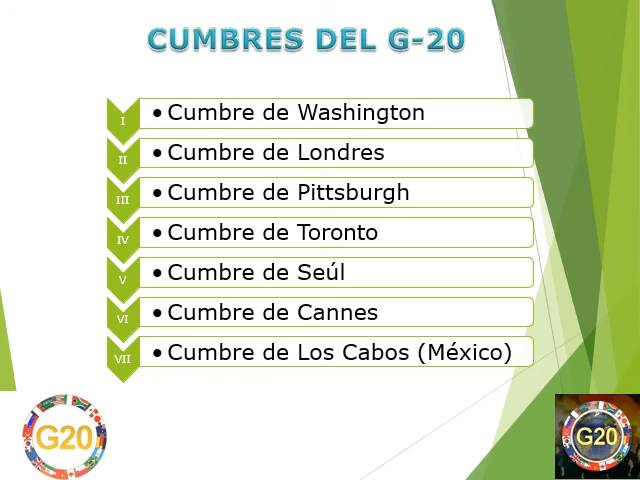 CUMBRES DEL G-20
I
• Cumbre de Washington
II
• Cumbre de Londres
III
• Cumbre de Pittsburgh
IV
• Cumbre de Toronto
V
• Cumbre de Seúl
VI
• Cumbre de Cannes
VII
• Cumbre de Los Cabos (México)
G20
G20